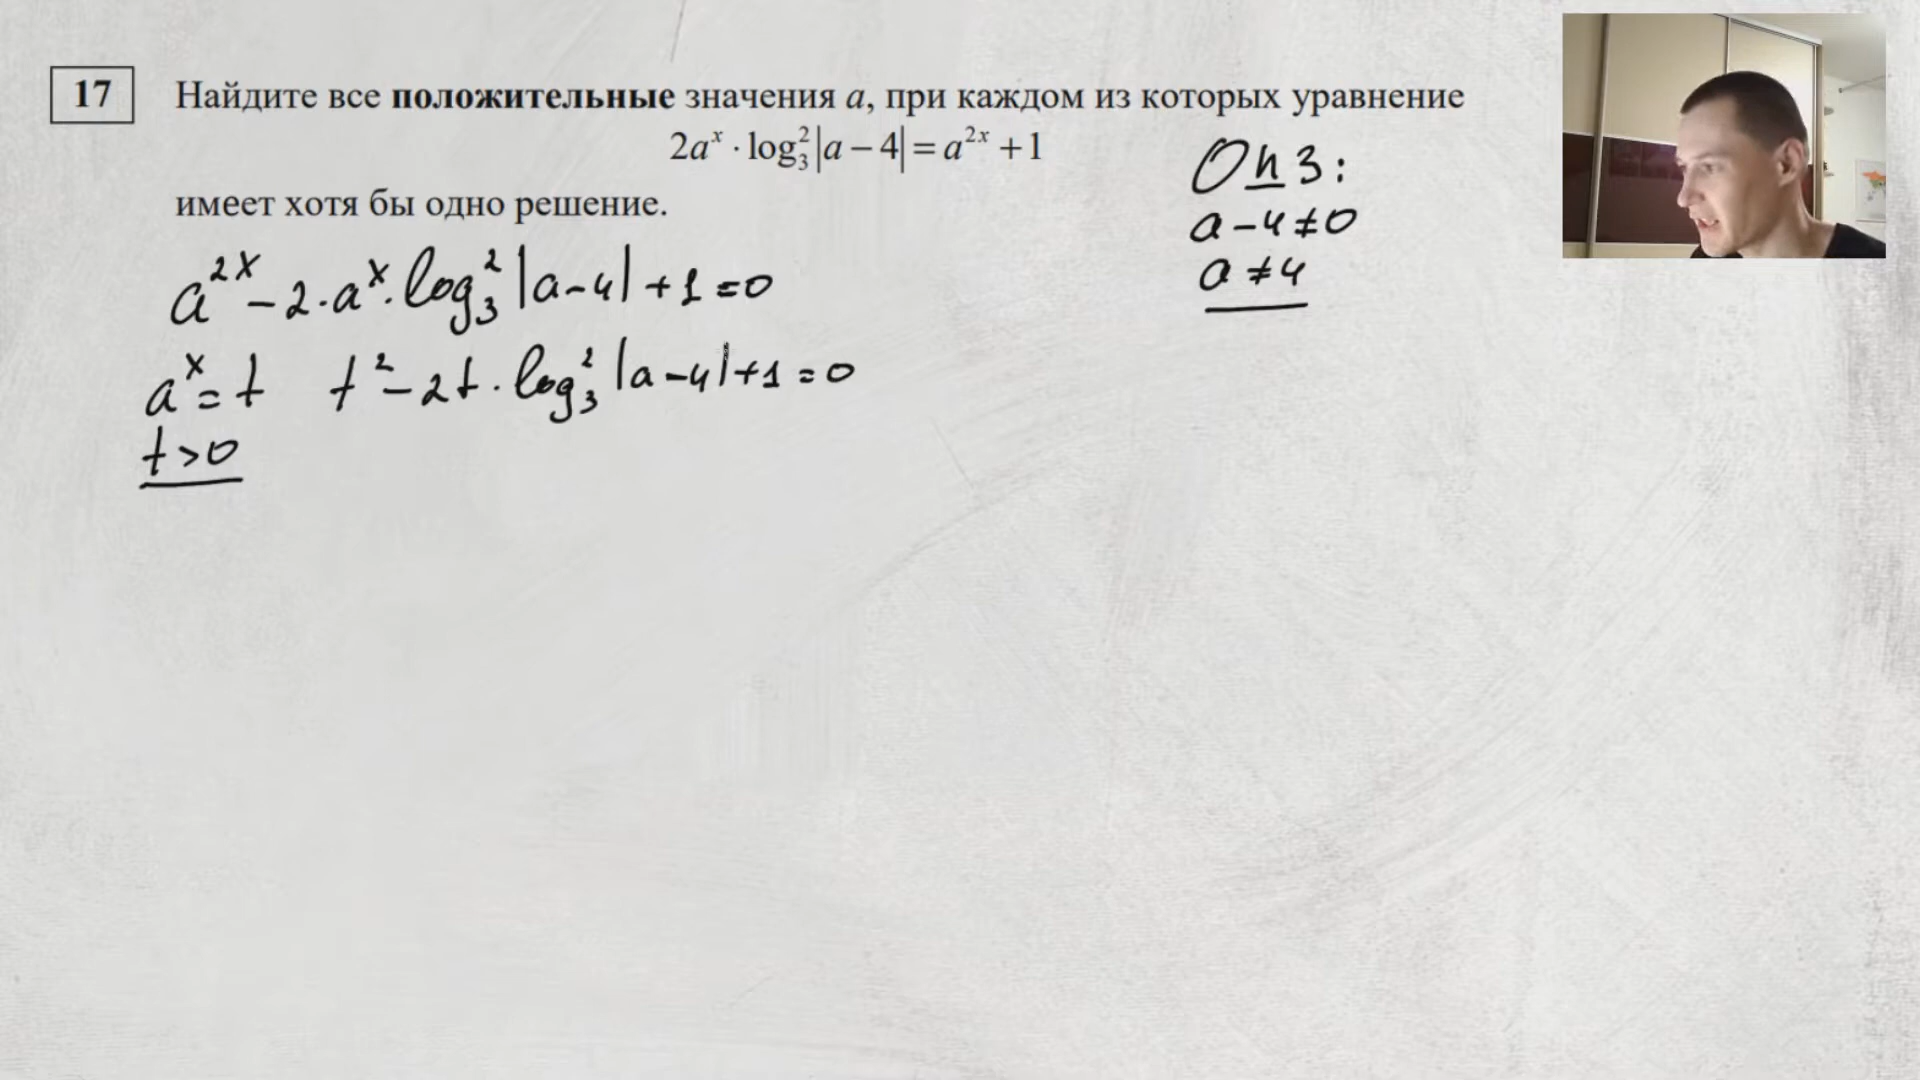 17 Найдите все положительные значения a, при каждом из которых уравнение
2a^x · log_3^2 |a − 4| = a^{2x} + 1
имеет хотя бы одно решение.
ОпЗ:
a − 4 ≠ 0
a ≠ 4
a^{2x} − 2 · a^x · log_3^2 |a − 4| + 1 = 0
a^x = t t^2 − 2t · log_3^2 |a − 4| + 1 = 0
t > 0